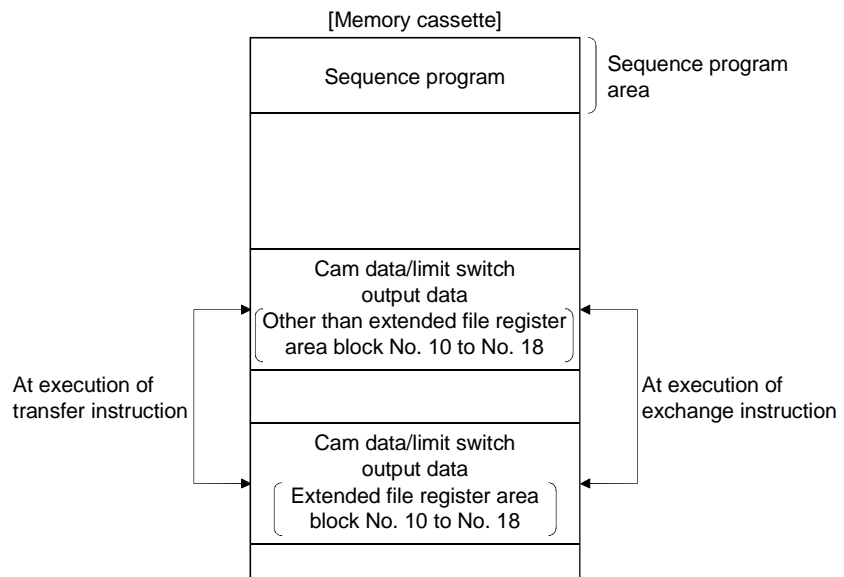 [Memory cassette]
Sequence program
Sequence program
area
Cam data/limit switch
output data
Other than extended file register
area block No. 10 to No. 18
At execution of
transfer instruction
At execution of
exchange instruction
Cam data/limit switch
output data
Extended file register area
block No. 10 to No. 18